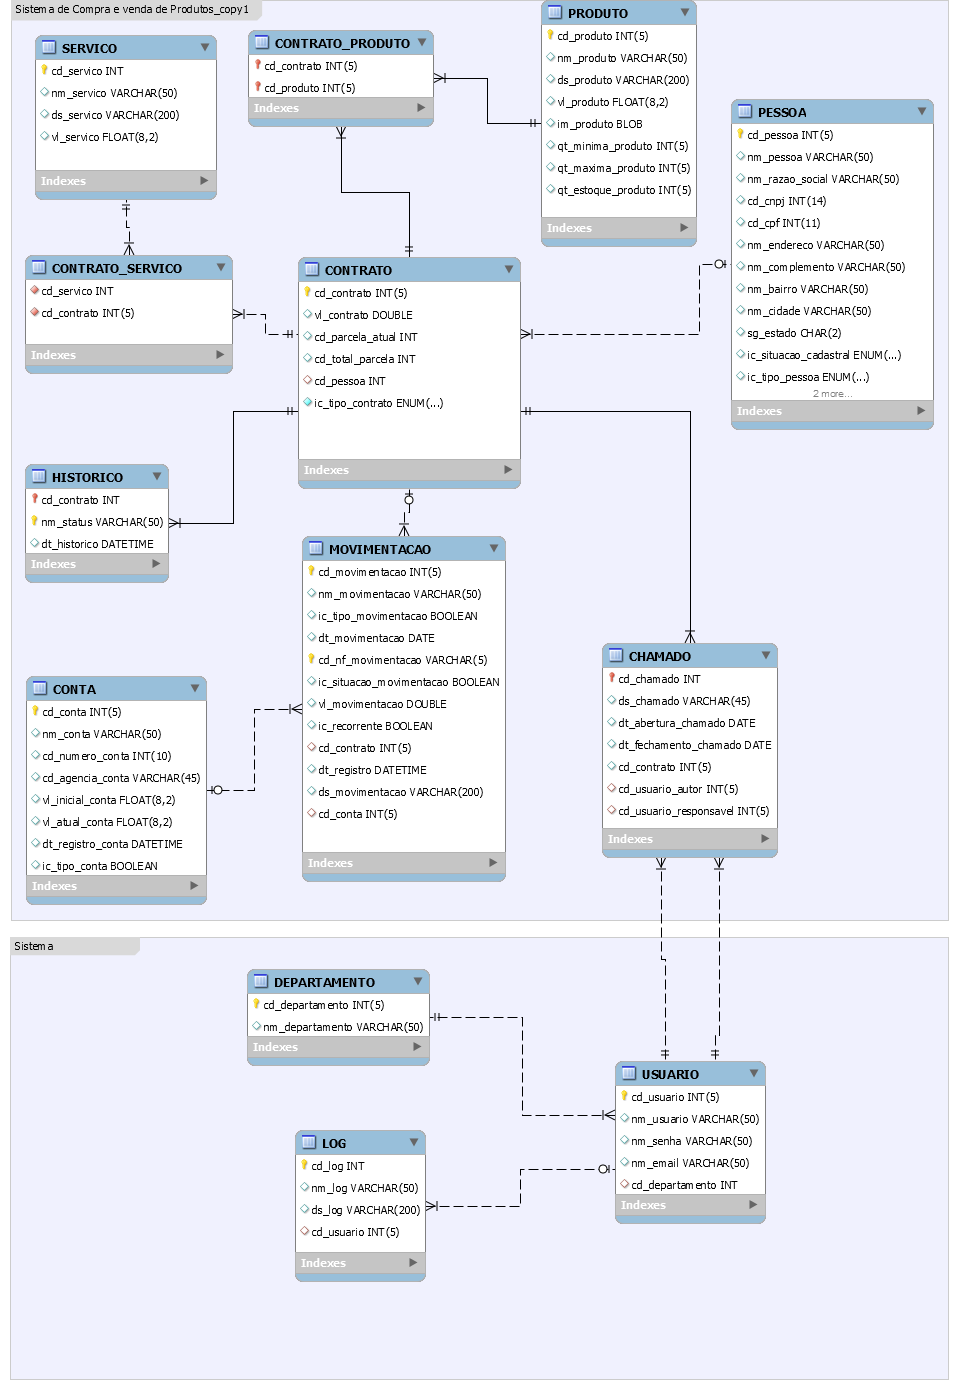 Sistema de Compra e venda de Produtos_copy1
SERVICO
cd_servico INT
nm_servico VARCHAR(50)
ds_servico VARCHAR(200)
vl_servico FLOAT(8,2)
Indexes
CONTRATO_PRODUTO
cd_contrato INT(5)
cd_produto INT(5)
Indexes
PRODUTO
cd_produto INT(5)
nm_produto VARCHAR(50)
ds_produto VARCHAR(200)
vl_produto FLOAT(8,2)
im_produto BLOB
qt_minima_produto INT(5)
qt_maxima_produto INT(5)
qt_estoque_produto INT(5)
Indexes
PESSOA
cd_pessoa INT(5)
nm_pessoa VARCHAR(50)
nm_razao_social VARCHAR(50)
cd_cnpj INT(14)
cd_cpf INT(11)
nm_endereco VARCHAR(50)
nm_complemento VARCHAR(50)
nm_bairro VARCHAR(50)
nm_cidade VARCHAR(50)
sg_estado CHAR(2)
ic_situacao_cadastral ENUM(...)
ic_tipo_pessoa ENUM(...)
2 more...
Indexes
CONTRATO_SERVICO
cd_servico INT
cd_contrato INT(5)
Indexes
CONTRATO
cd_contrato INT(5)
vl_contrato DOUBLE
cd_parcela_atual INT
cd_total_parcela INT
cd_pessoa INT
ic_tipo_contrato ENUM(...)
Indexes
HISTORICO
cd_contrato INT
nm_status VARCHAR(50)
dt_historico DATETIME
Indexes
MOVIMENTACAO
cd_movimentacao INT(5)
nm_movimentacao VARCHAR(50)
ic_tipo_movimentacao BOOLEAN
dt_movimentacao DATE
cd_nf_movimentacao VARCHAR(5)
ic_situacao_movimentacao BOOLEAN
vl_movimentacao DOUBLE
ic_recorrente BOOLEAN
cd_contrato INT(5)
dt_registro DATETIME
ds_movimentacao VARCHAR(200)
cd_conta INT(5)
Indexes
CHAMADO
cd_chamado INT
ds_chamado VARCHAR(45)
dt_abertura_chamado DATE
dt_fechamento_chamado DATE
cd_contrato INT(5)
cd_usuario_autor INT(5)
cd_usuario_responsavel INT(5)
Indexes
CONTA
cd_conta INT(5)
nm_conta VARCHAR(50)
cd_numero_conta INT(10)
cd_agencia_conta VARCHAR(45)
vl_inicial_conta FLOAT(8,2)
vl_atual_conta FLOAT(8,2)
dt_registro_conta DATETIME
ic_tipo_conta BOOLEAN
Indexes
Sistema
DEPARTAMENTO
cd_departamento INT(5)
nm_departamento VARCHAR(50)
Indexes
USUARIO
cd_usuario INT(5)
nm_usuario VARCHAR(50)
nm_senha VARCHAR(50)
nm_email VARCHAR(50)
cd_departamento INT
Indexes
LOG
cd_log INT
nm_log VARCHAR(50)
ds_log VARCHAR(200)
cd_usuario INT(5)
Indexes